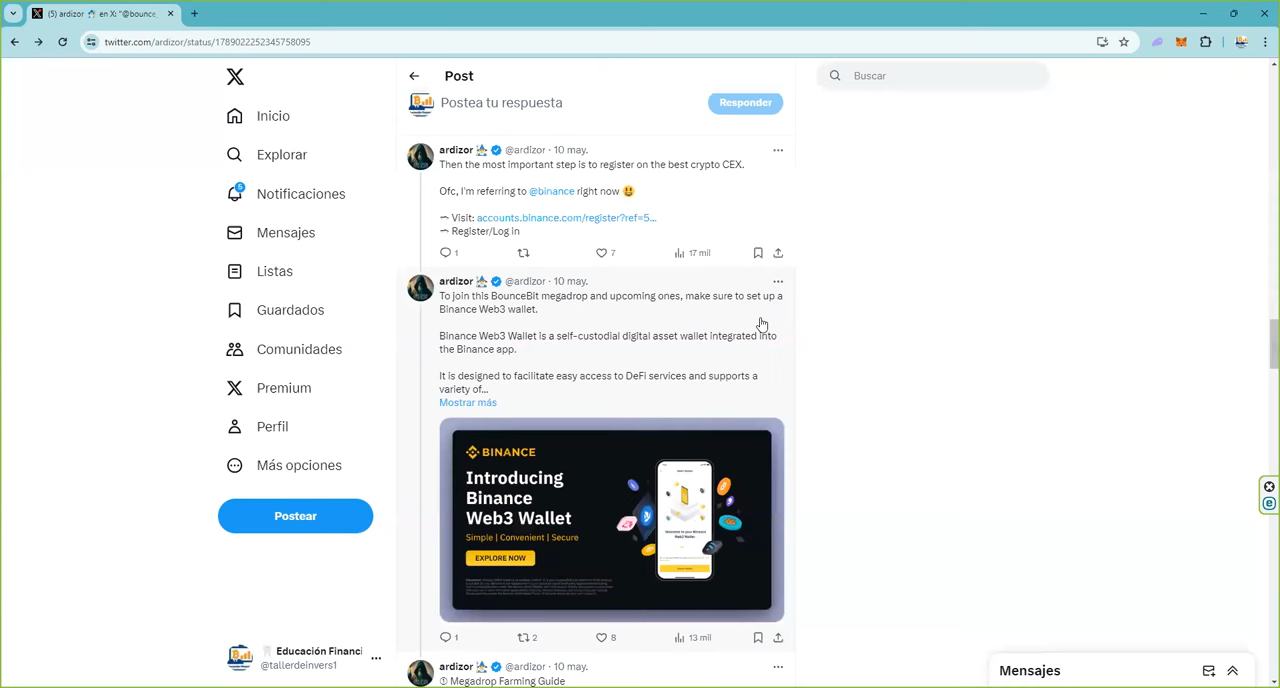 (5) ardizor en X: "@bounce_
twitter.com/ardizor/status/1789022252345758095
Inicio
Explorar
5
Notificaciones
Mensajes
Listas
Guardados
Comunidades
Premium
Perfil
Más opciones
Postear
Educación Financi
@tallerdeinvers1
Post
Postea tu respuesta
Responder
ardizor @ardizor · 10 may.
Then the most important step is to register on the best crypto CEX.
Ofc, I'm referring to @binance right now 😃
⤳ Visit: accounts.binance.com/register?ref=5...
⤳ Register/Log in
1 7 17 mil
ardizor @ardizor · 10 may.
To join this BounceBit megadrop and upcoming ones, make sure to set up a
Binance Web3 wallet.
Binance Web3 Wallet is a self-custodial digital asset wallet integrated into
the Binance app.
It is designed to facilitate easy access to DeFi services and supports a
variety of...
Mostrar más
BINANCE
Introducing
Binance
Web3 Wallet
Simple | Convenient | Secure
EXPLORE NOW
1 2 8 13 mil
ardizor @ardizor · 10 may.
① Megadrop Farming Guide
Buscar
Mensajes